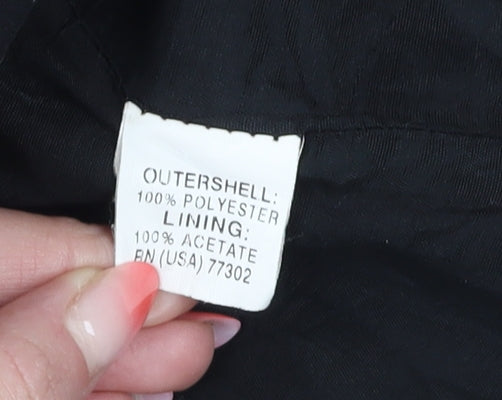 OUTERSHELL:
100% POLYESTER
LINING:
100% ACETATE
RN (USA) 77302